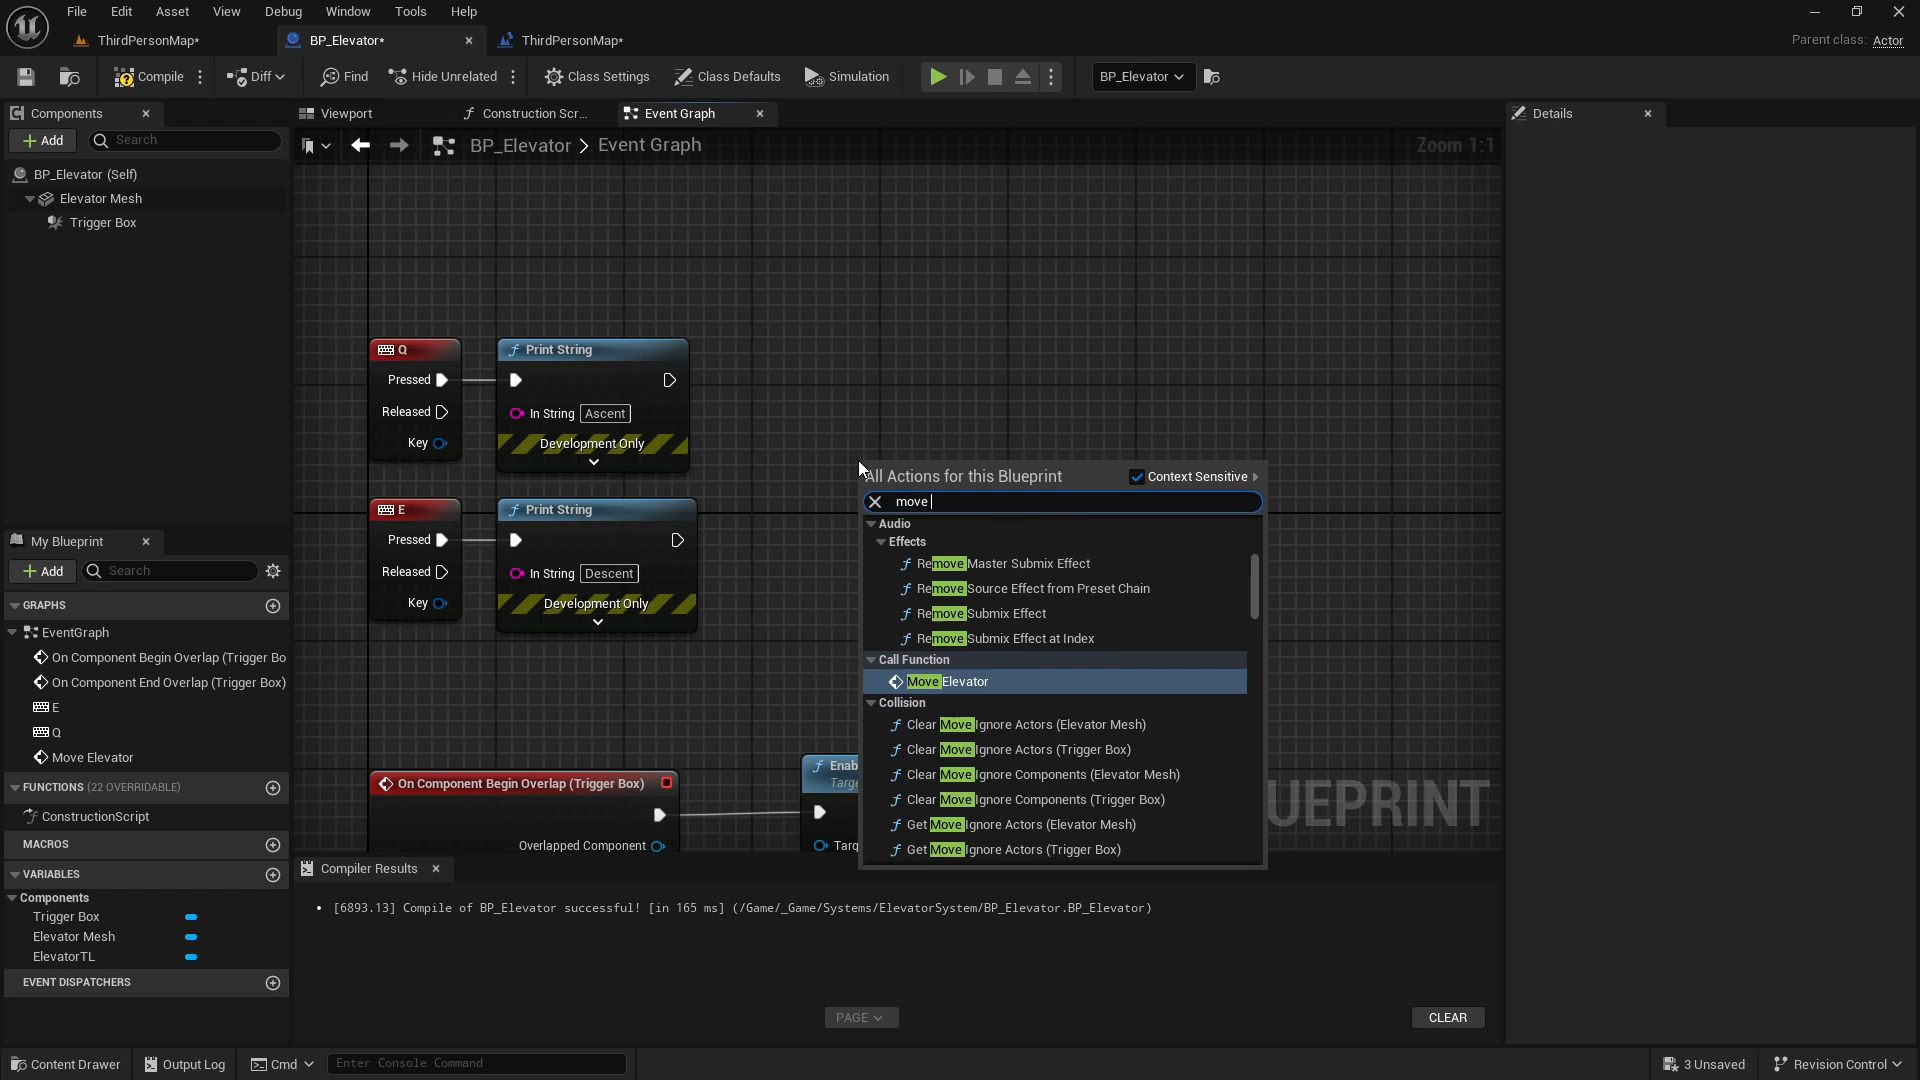 File Edit Asset View Debug Window Tools Help
ThirdPersonMap* BP_Elevator* ThirdPersonMap* Parent class: Actor
Compile Diff Find Hide Unrelated Class Settings Class Defaults Simulation BP_Elevator
Components Viewport Construction Scr... Event Graph Details
Add Search BP_Elevator > Event Graph Zoom 1:1
BP_Elevator (Self)
Elevator Mesh
Trigger Box
Q Print String
Pressed
Released In String Ascent
Key Development Only
All Actions for this Blueprint Context Sensitive
move
E Print String
Pressed
Released In String Descent
Key Development Only
Audio
Effects
Remove Master Submix Effect
Remove Source Effect from Preset Chain
Remove Submix Effect
Remove Submix Effect at Index
Call Function
Move Elevator
Collision
Clear Move Ignore Actors (Elevator Mesh)
Clear Move Ignore Actors (Trigger Box)
Clear Move Ignore Components (Elevator Mesh)
Clear Move Ignore Components (Trigger Box)
Get Move Ignore Actors (Elevator Mesh)
Get Move Ignore Actors (Trigger Box)
On Component Begin Overlap (Trigger Box) Enab
Targe
Overlapped Component Targ
UEPRINT
My Blueprint
Add Search
GRAPHS
EventGraph
On Component Begin Overlap (Trigger Bo
On Component End Overlap (Trigger Box)
E
Q
Move Elevator
FUNCTIONS (22 OVERRIDABLE)
ConstructionScript
MACROS
VARIABLES
Components
Trigger Box
Elevator Mesh
ElevatorTL
EVENT DISPATCHERS
Compiler Results
[6893.13] Compile of BP_Elevator successful! [in 165 ms] (/Game/_Game/Systems/ElevatorSystem/BP_Elevator.BP_Elevator)
PAGE CLEAR
Content Drawer Output Log Cmd Enter Console Command 3 Unsaved Revision Control